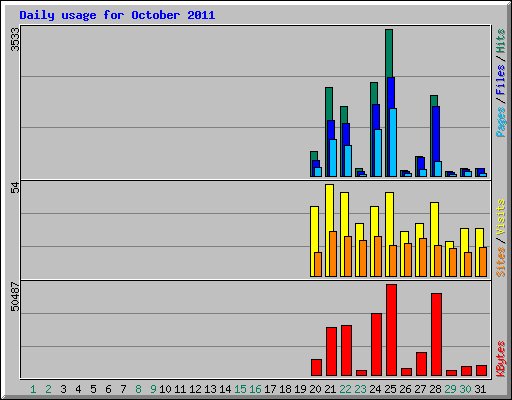 Daily usage for October 2011
3533
54
50487
Pages / Files / Hits
Sites / Visits
KBytes
1 2 3 4 5 6 7 8 9 10 11 12 13 14 15 16 17 18 19 20 21 22 23 24 25 26 27 28 29 30 31